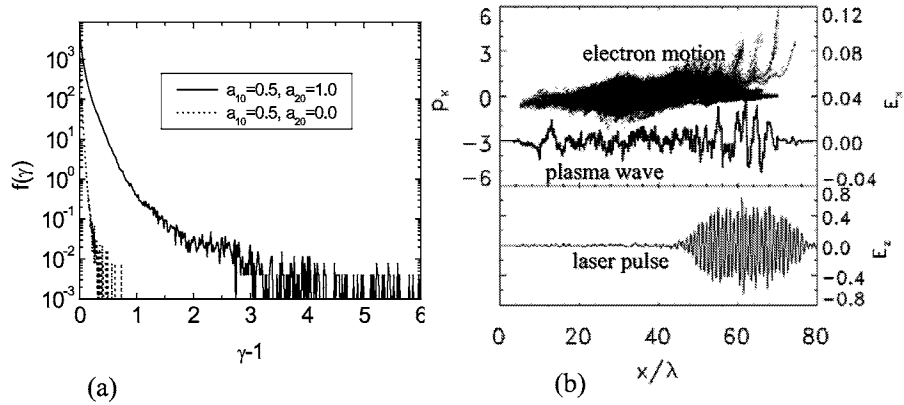 10³
10²
10¹
10⁰
10⁻¹
10⁻²
10⁻³
f(γ)
a₁₀=0.5, a₂₀=1.0
a₁₀=0.5, a₂₀=0.0
0 1 2 3 4 5 6
γ-1
(a)
6
3
0
-3
-6
pₓ
electron motion
plasma wave
0.12
0.08
0.04
0.00
-0.04
Eₓ
laser pulse
0.8
0.4
0.0
-0.4
-0.8
E_z
0 20 40 60 80
x/λ
(b)